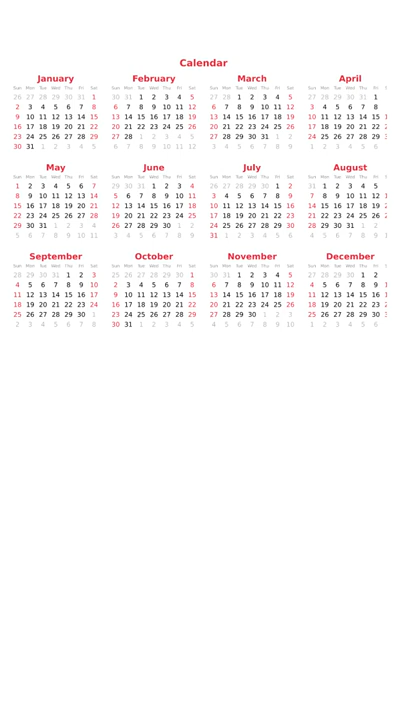 Calendar
January
Sun Mon Tue Wed Thu Fri Sat
26 27 28 29 30 31 1
2 3 4 5 6 7 8
9 10 11 12 13 14 15
16 17 18 19 20 21 22
23 24 25 26 27 28 29
30 31 1 2 3 4 5
February
Sun Mon Tue Wed Thu Fri Sat
30 31 1 2 3 4 5
6 7 8 9 10 11 12
13 14 15 16 17 18 19
20 21 22 23 24 25 26
27 28 1 2 3 4 5
6 7 8 9 10 11 12
March
Sun Mon Tue Wed Thu Fri Sat
27 28 1 2 3 4 5
6 7 8 9 10 11 12
13 14 15 16 17 18 19
20 21 22 23 24 25 26
27 28 29 30 31 1 2
3 4 5 6 7 8 9
April
Sun Mon Tue Wed Thu Fri
27 28 29 30 31 1
3 4 5 6 7 8
10 11 12 13 14 15
17 18 19 20 21 22
24 25 26 27 28 29
1 2 3 4 5 6
May
Sun Mon Tue Wed Thu Fri Sat
1 2 3 4 5 6 7
8 9 10 11 12 13 14
15 16 17 18 19 20 21
22 23 24 25 26 27 28
29 30 31 1 2 3 4
5 6 7 8 9 10 11
June
Sun Mon Tue Wed Thu Fri Sat
29 30 31 1 2 3 4
5 6 7 8 9 10 11
12 13 14 15 16 17 18
19 20 21 22 23 24 25
26 27 28 29 30 1 2
3 4 5 6 7 8 9
July
Sun Mon Tue Wed Thu Fri Sat
26 27 28 29 30 1 2
3 4 5 6 7 8 9
10 11 12 13 14 15 16
17 18 19 20 21 22 23
24 25 26 27 28 29 30
31 1 2 3 4 5 6
August
Sun Mon Tue Wed Thu Fri
31 1 2 3 4 5
7 8 9 10 11 12
14 15 16 17 18 19
21 22 23 24 25 26
28 29 30 31 1 2
4 5 6 7 8 9
September
Sun Mon Tue Wed Thu Fri Sat
28 29 30 31 1 2 3
4 5 6 7 8 9 10
11 12 13 14 15 16 17
18 19 20 21 22 23 24
25 26 27 28 29 30 1
2 3 4 5 6 7 8
October
Sun Mon Tue Wed Thu Fri Sat
25 26 27 28 29 30 1
2 3 4 5 6 7 8
9 10 11 12 13 14 15
16 17 18 19 20 21 22
23 24 25 26 27 28 29
30 31 1 2 3 4 5
November
Sun Mon Tue Wed Thu Fri Sat
30 31 1 2 3 4 5
6 7 8 9 10 11 12
13 14 15 16 17 18 19
20 21 22 23 24 25 26
27 28 29 30 1 2 3
4 5 6 7 8 9 10
December
Sun Mon Tue Wed Thu Fri
27 28 29 30 1 2
4 5 6 7 8 9
11 12 13 14 15 16
18 19 20 21 22 23
25 26 27 28 29 30
1 2 3 4 5 6